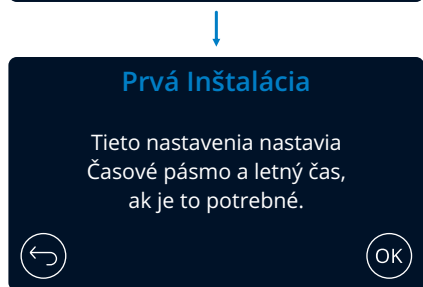 Prvá Inštalácia
Tieto nastavenia nastavia
Časové pásmo a letný čas,
ak je to potrebné.
OK